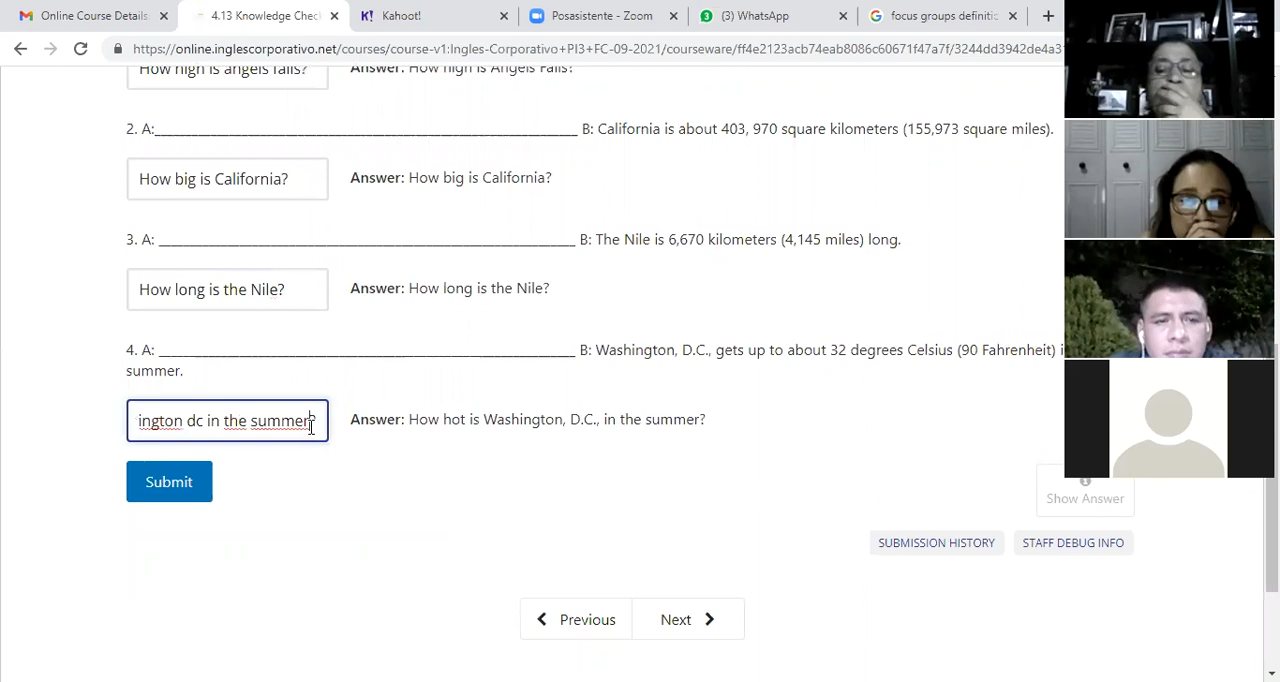 Online Course Details
4.13 Knowledge Chec
Kahoot!
Posasistente - Zoom
(3) WhatsApp
focus groups definitic
https://online.inglescorporativo.net/courses/course-v1:Ingles-Corporativo+PI3+FC-09-2021/courseware/ff4e2123acb74eab8086c60671f47a7f/3244dd3942de4a3
How high is angels falls?
Answer: How high is Angels Falls?
2. A:____________________ B: California is about 403, 970 square kilometers (155,973 square miles).
How big is California?
Answer: How big is California?
3. A: ____________________ B: The Nile is 6,670 kilometers (4,145 miles) long.
How long is the Nile?
Answer: How long is the Nile?
4. A: ____________________ B: Washington, D.C., gets up to about 32 degrees Celsius (90 Fahrenheit) i
summer.
ington dc in the summer?
Answer: How hot is Washington, D.C., in the summer?
Submit
Show Answer
SUBMISSION HISTORY
STAFF DEBUG INFO
Previous
Next